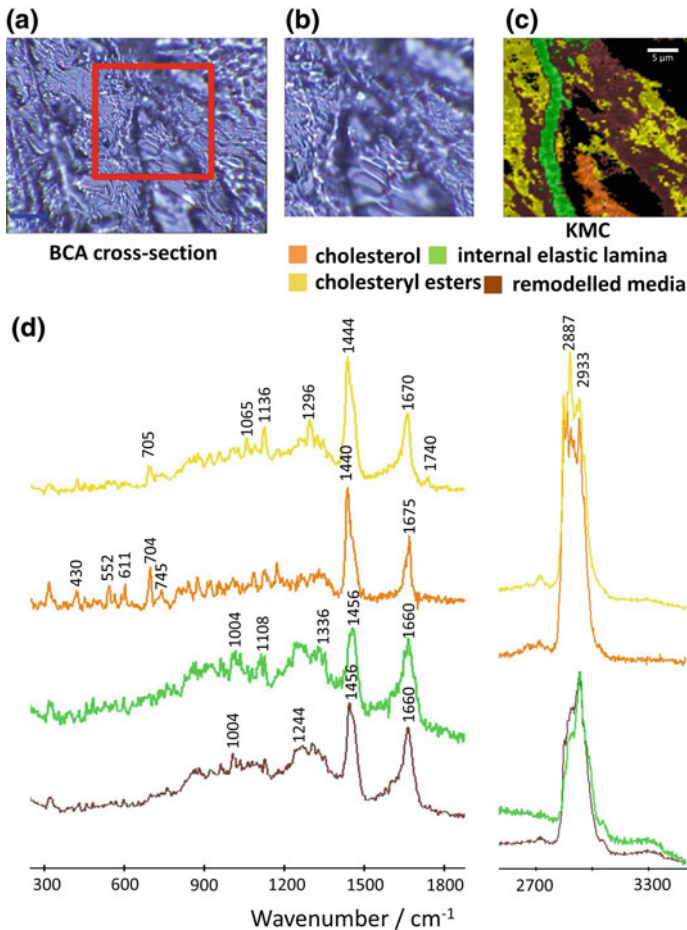 (a)
(b)
(c)
5 µm
BCA cross-section
KMC
cholesterol
internal elastic lamina
cholesteryl esters
remodelled media
(d)
1444
1670
1740
705
1065
1136
1296
2887
2933
1440
1675
430
552
611
704
745
1456
1660
1004
1108
1336
1456
1660
1004
1244
300 600 900 1200 1500 1800
2700 3300
Wavenumber / cm⁻¹